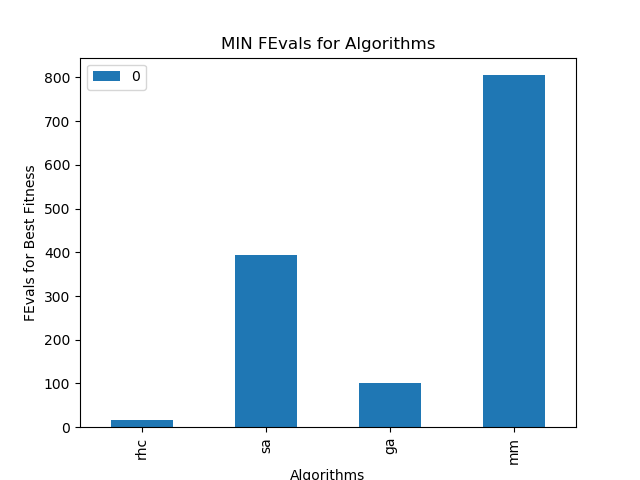 MIN FEvals for Algorithms
0
FEvals for Best Fitness
800
700
600
500
400
300
200
100
0
rhc
sa
ga
mm
Algorithms